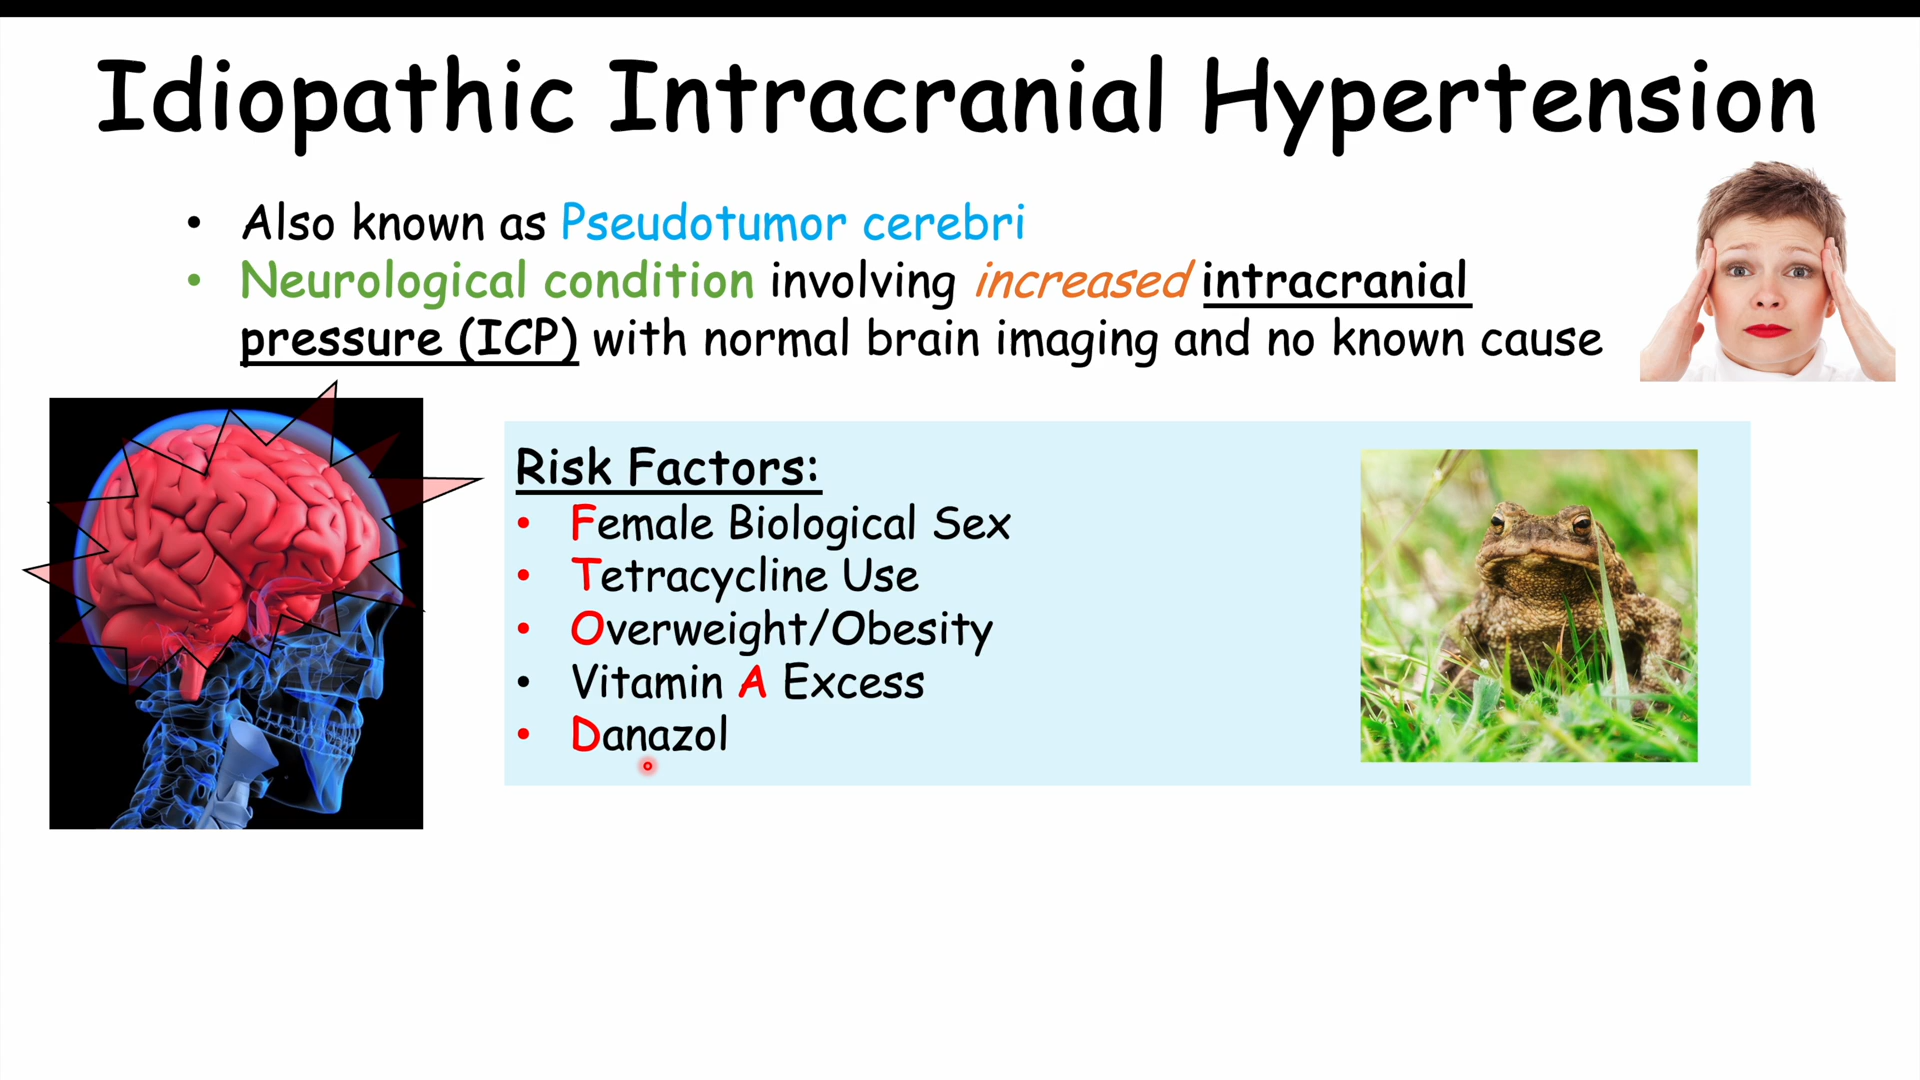 Idiopathic Intracranial Hypertension
• Also known as Pseudotumor cerebri
• Neurological condition involving increased intracranial
pressure (ICP) with normal brain imaging and no known cause
Risk Factors:
• Female Biological Sex
• Tetracycline Use
• Overweight/Obesity
• Vitamin A Excess
• Danazol